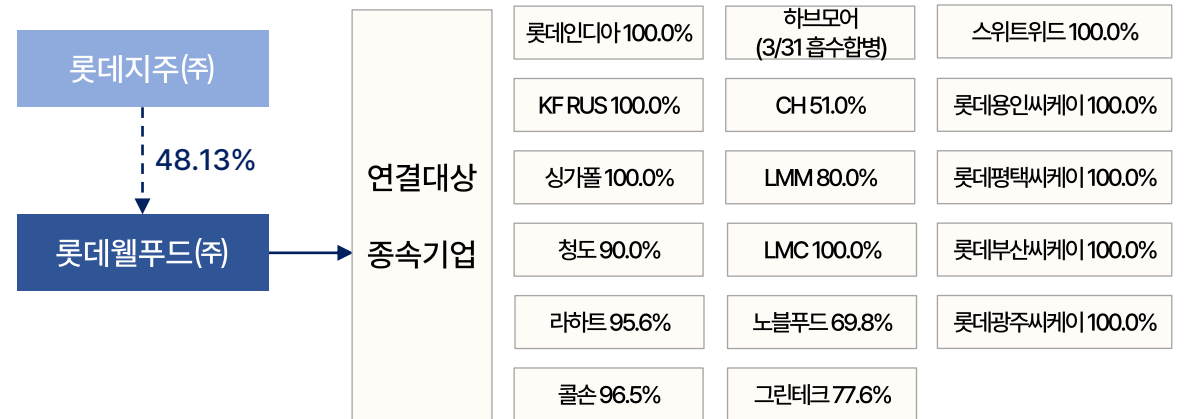 롯데지주㈜
48.13%
롯데웰푸드㈜
연결대상
종속기업
롯데인디아 100.0%
KF RUS 100.0%
싱가폴 100.0%
청도 90.0%
라하트 95.6%
콜손 96.5%
하브모어
(3/31 흡수합병)
CH 51.0%
LMM 80.0%
LMC 100.0%
노블푸드 69.8%
그린테크 77.6%
스위트위드 100.0%
롯데용인씨케이 100.0%
롯데평택씨케이 100.0%
롯데부산씨케이 100.0%
롯데광주씨케이 100.0%